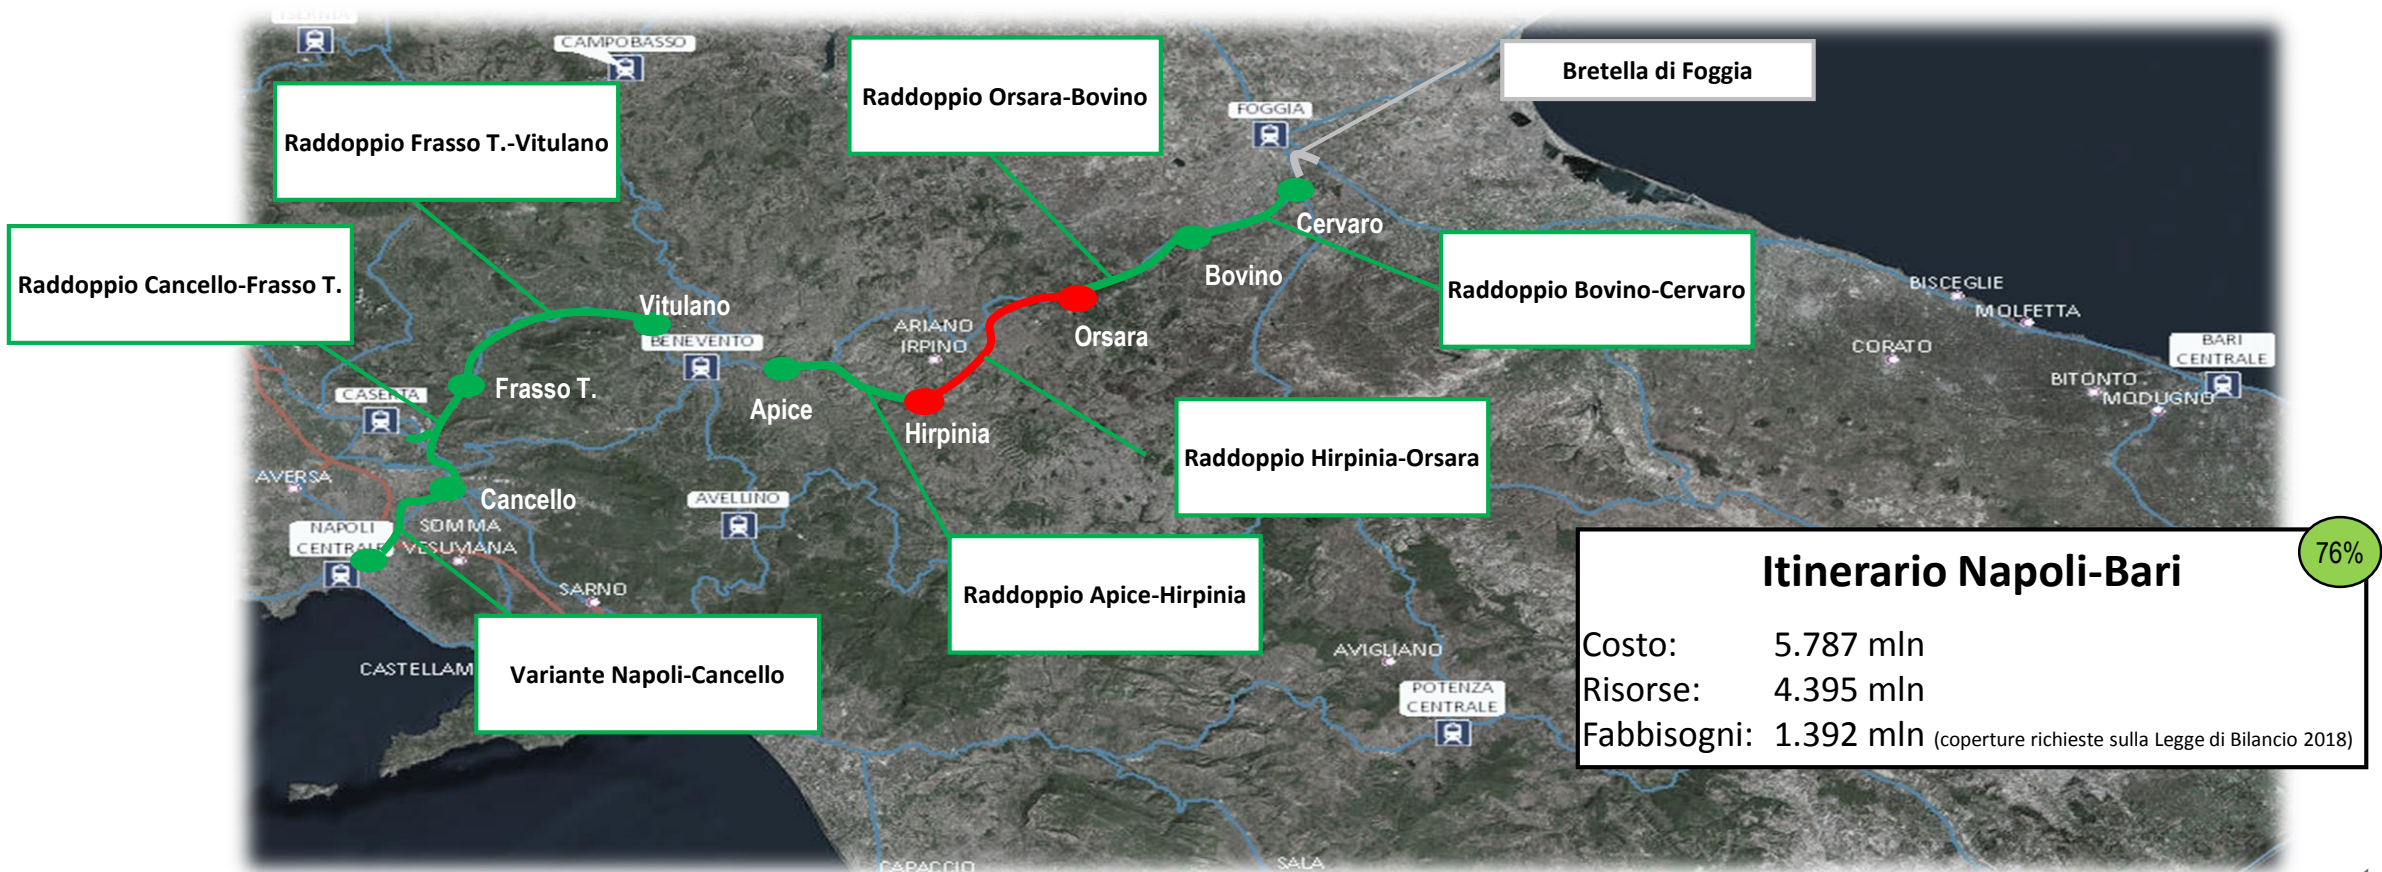 ISERNIA
CAMPOBASSO
Raddoppio Orsara-Bovino
Bretella di Foggia
FOGGIA
Raddoppio Frasso T.-Vitulano
Cervaro
Raddoppio Cancello-Frasso T.
Bovino
Raddoppio Bovino-Cervaro
BISCEGLIE
MOLFETTA
Vitulano
BENEVENTO
ARIANO
IRPINO
Orsara
CORATO
BARI
CENTRALE
BITONTO
MODUGNO
CASERTA
Frasso T.
Apice
Hirpinia
Raddoppio Hirpinia-Orsara
AVERSA
Cancello
AVELLINO
NAPOLI
CENTRALE
SOMMA
VESUVIANA
SARNO
Raddoppio Apice-Hirpinia
CASTELLAM
Variante Napoli-Cancello
AVIGLIANO
POTENZA
CENTRALE
76%
Itinerario Napoli-Bari
Costo: 5.787 mln
Risorse: 4.395 mln
Fabbisogni: 1.392 mln (coperture richieste sulla Legge di Bilancio 2018)
CAPACCIO
SALA